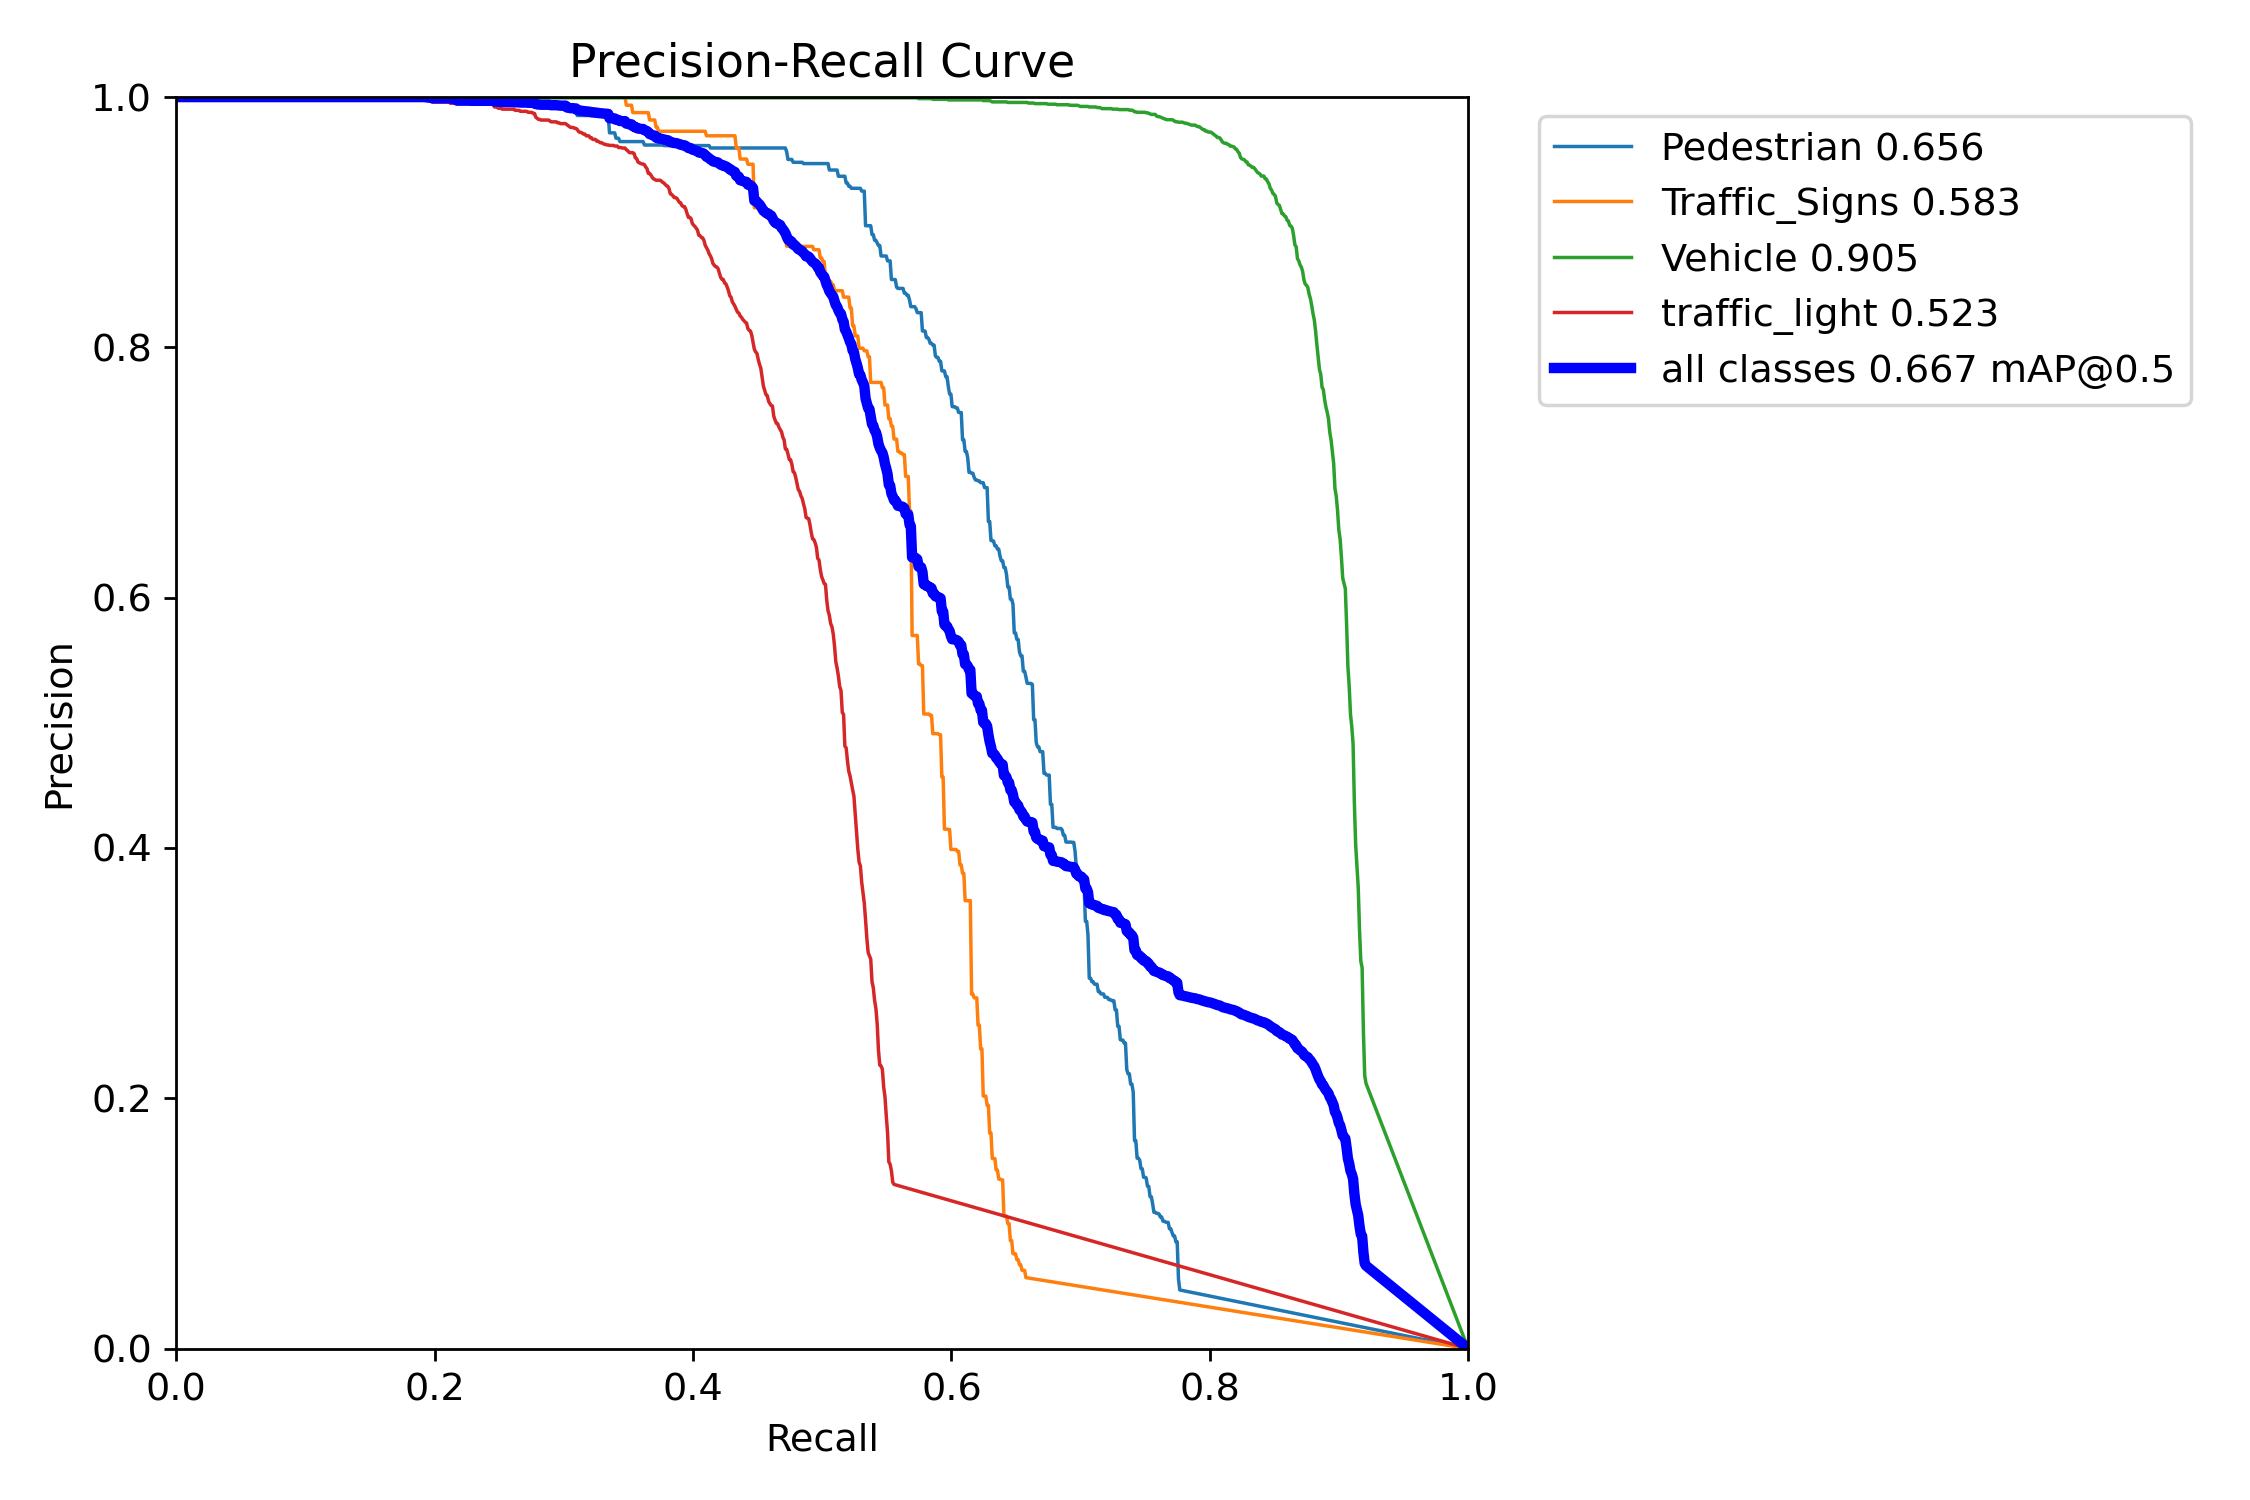 Precision-Recall Curve
1.0
0.8
0.6
0.4
0.2
0.0
Precision
0.0 0.2 0.4 0.6 0.8 1.0
Recall
Pedestrian 0.656
Traffic_Signs 0.583
Vehicle 0.905
traffic_light 0.523
all classes 0.667 mAP@0.5